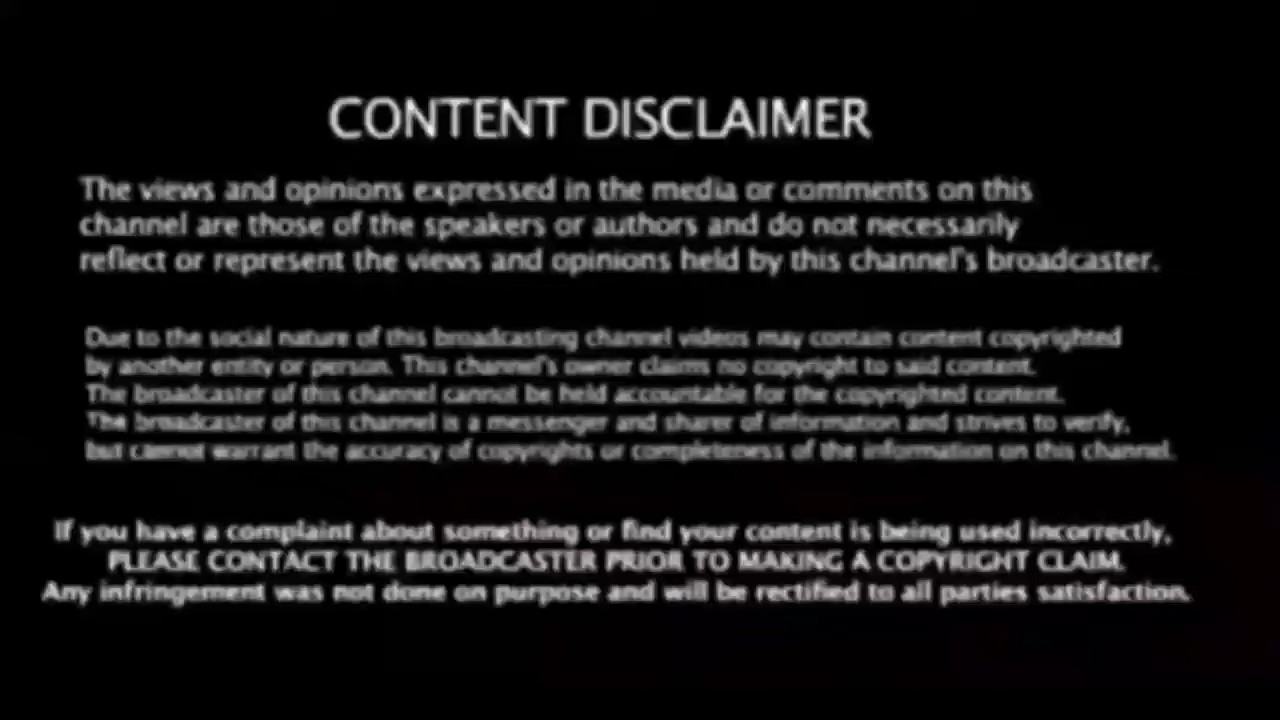 CONTENT DISCLAIMER
The views and opinions expressed in the media or comments on this
channel are those of the speakers or authors and do not necessarily
reflect or represent the views and opinions held by this channel's broadcaster.
Due to the social nature of this broadcasting channel videos may contain content copyrighted
by another entity or person. This channel's owner claims no copyright to said content.
The broadcaster of this channel cannot be held accountable for the copyrighted content.
The broadcaster of this channel is a messenger and sharer of information and strives to verify,
but cannot warrant the accuracy of copyrights or completeness of the information on this channel.
If you have a complaint about something or find your content is being used incorrectly,
PLEASE CONTACT THE BROADCASTER PRIOR TO MAKING A COPYRIGHT CLAIM.
Any infringement was not done on purpose and will be rectified to all parties satisfaction.